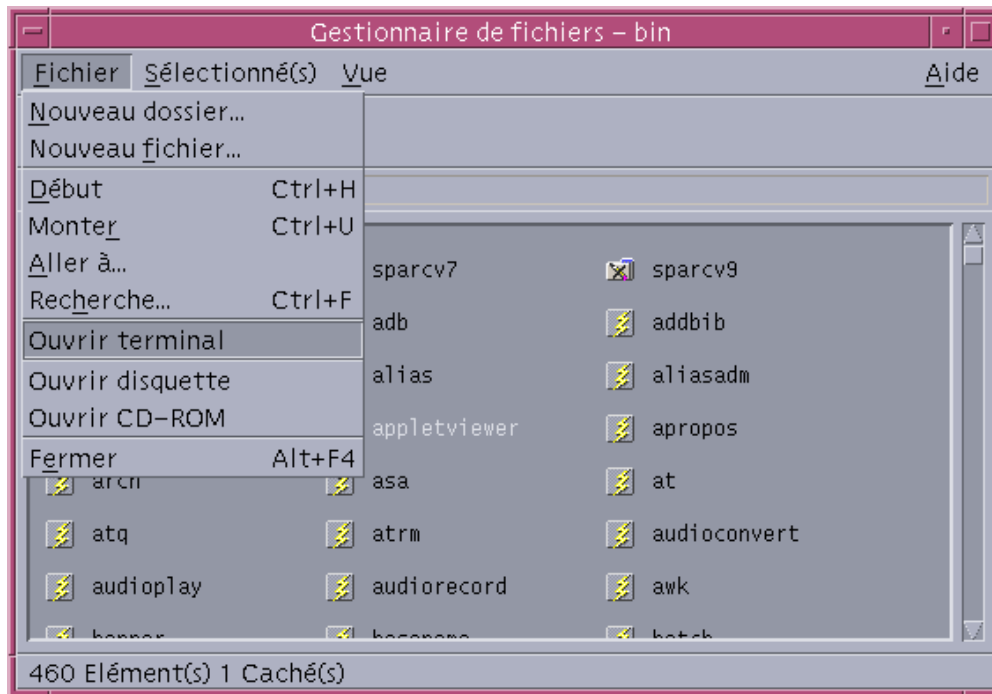 Gestionnaire de fichiers – bin
Fichier Sélectionné(s) Vue Aide
Nouveau dossier...
Nouveau fichier...
Début Ctrl+H
Monter Ctrl+U
Aller à...
Recherche... Ctrl+F
Ouvrir terminal
Ouvrir disquette
Ouvrir CD–ROM
Fermer Alt+F4
sparcv7 sparcv9
adb addbib
alias aliasadm
appletviewer apropos
arch asa at
atq atrm audioconvert
audioplay audiorecord awk
460 Elément(s) 1 Caché(s)